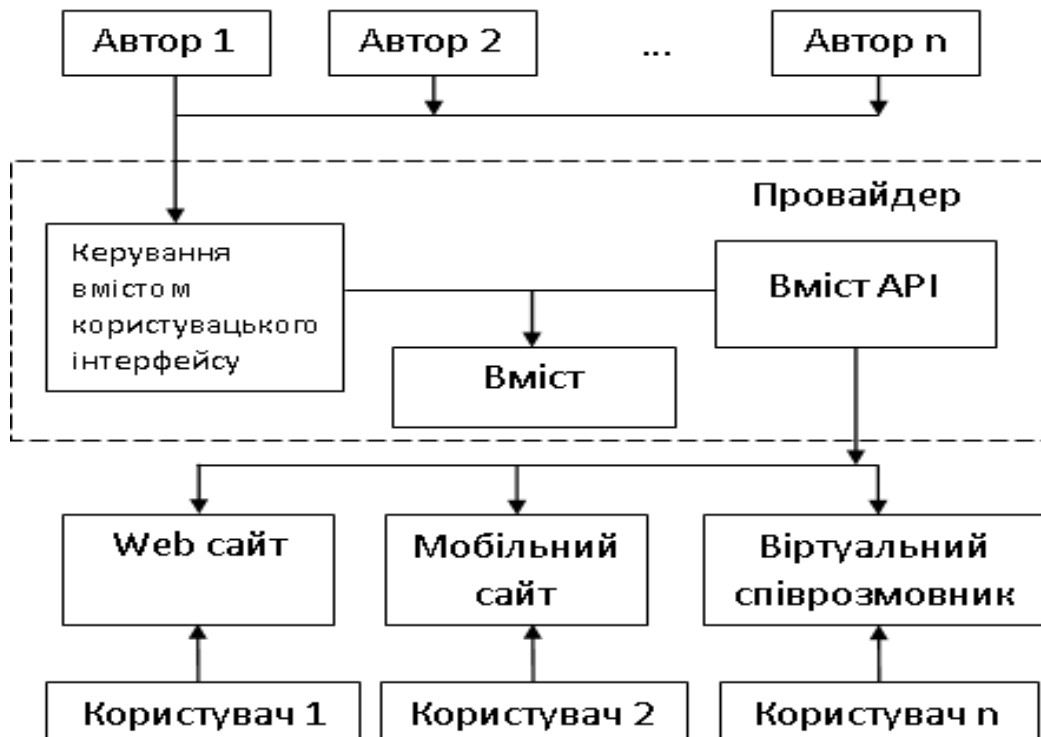 Автор 1
Автор 2
...
Автор n
Провайдер
Керування
вмістом
користувацького
інтерфейсу
Вміст API
Вміст
Web сайт
Мобільний
сайт
Віртуальний
співрозмовник
Користувач 1
Користувач 2
Користувач n